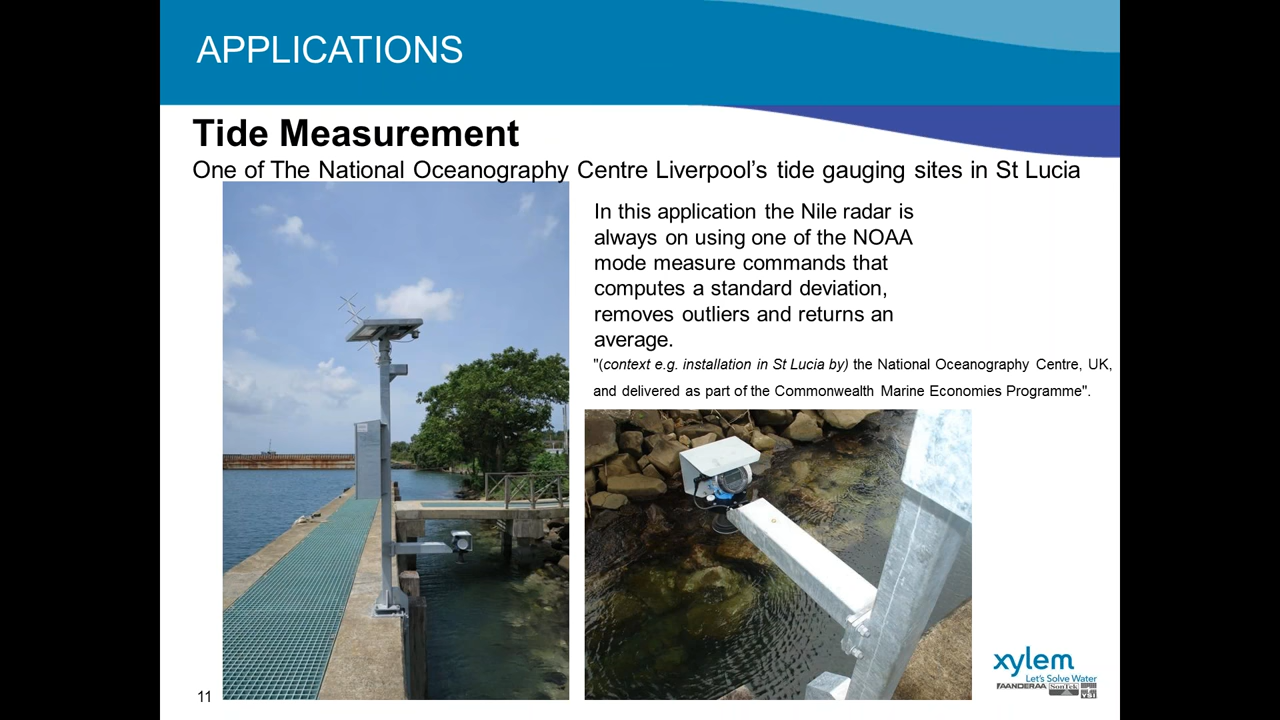 APPLICATIONS
Tide Measurement
One of The National Oceanography Centre Liverpool's tide gauging sites in St Lucia
In this application the Nile radar is
always on using one of the NOAA
mode measure commands that
computes a standard deviation,
removes outliers and returns an
average.
"(context e.g. installation in St Lucia by) the National Oceanography Centre, UK,
and delivered as part of the Commonwealth Marine Economies Programme".
xylem
Let's Solve Water
AANDERAA SonTek YSI
11